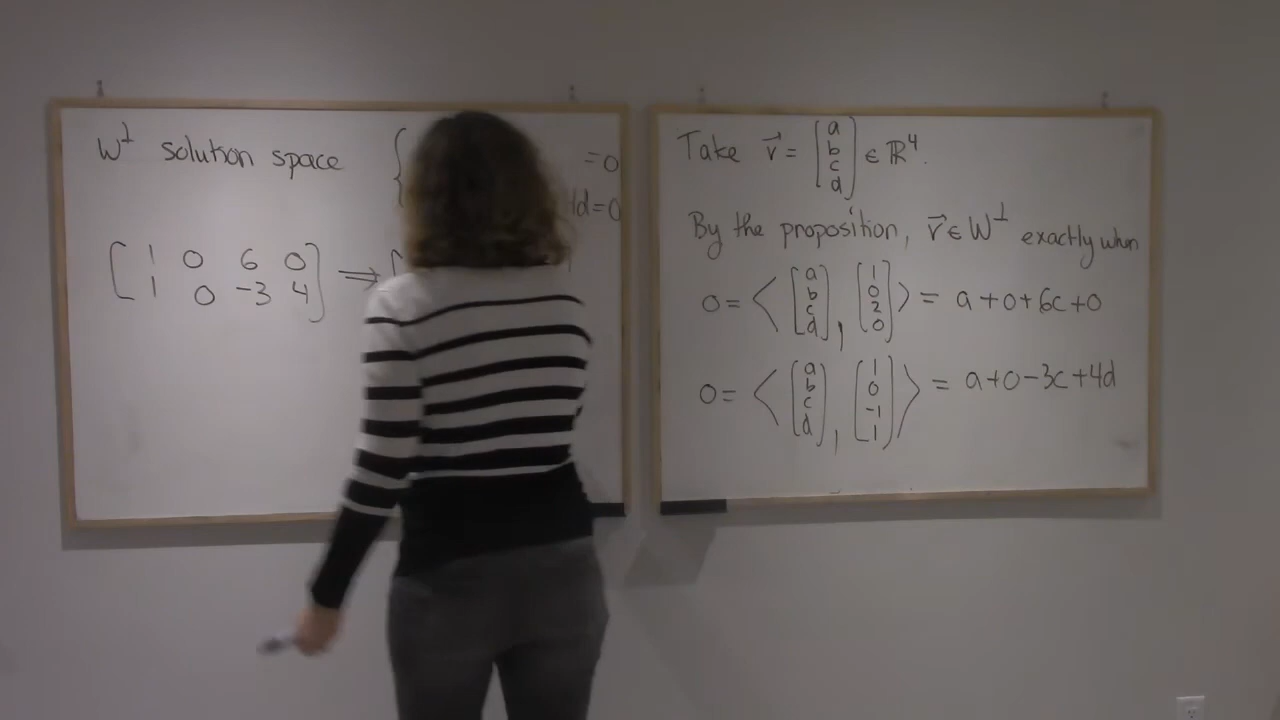 W⊥ solution space { =0
d=0
[1 0 6 0
1 0 -3 4] ⟹ [
Take v⃗ = [a b c d] ∈ ℝ⁴.
By the proposition, v⃗ ∈ W⊥ exactly when
0 = ⟨[a b c d], [1 0 2 0]⟩ = a+0+6c+0
0 = ⟨[a b c d], [1 0 -1 1]⟩ = a+0-3c+4d